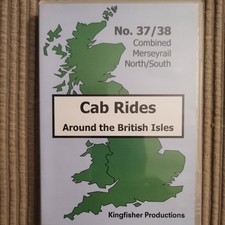 No. 37/38
Combined
Merseyrail
North/South
Cab Rides
Around the British Isles
Kingfisher Productions